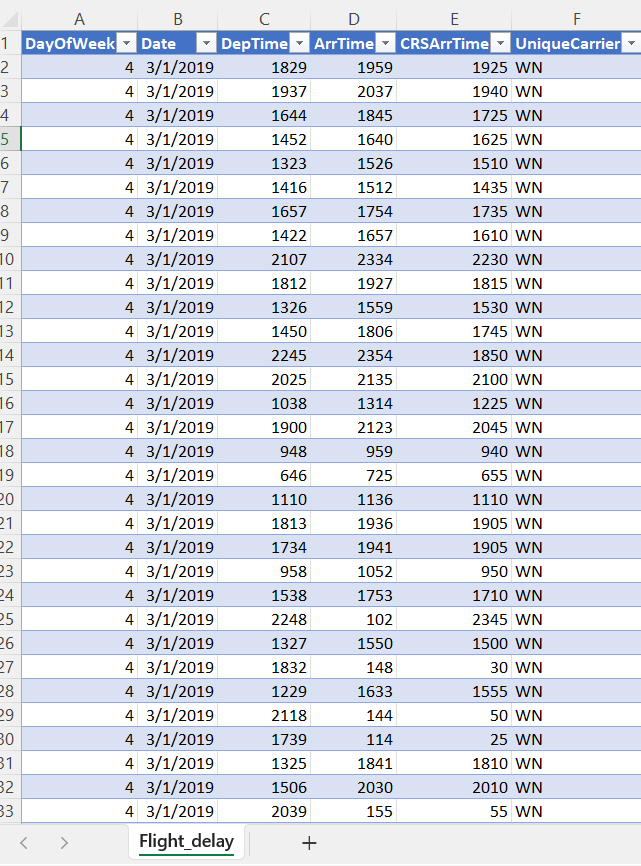 A B C D E F
1 DayOfWeek Date DepTime ArrTime CRSArrTime UniqueCarrier
2 4 3/1/2019 1829 1959 1925 WN
3 4 3/1/2019 1937 2037 1940 WN
4 4 3/1/2019 1644 1845 1725 WN
5 4 3/1/2019 1452 1640 1625 WN
6 4 3/1/2019 1323 1526 1510 WN
7 4 3/1/2019 1416 1512 1435 WN
8 4 3/1/2019 1657 1754 1735 WN
9 4 3/1/2019 1422 1657 1610 WN
10 4 3/1/2019 2107 2334 2230 WN
11 4 3/1/2019 1812 1927 1815 WN
12 4 3/1/2019 1326 1559 1530 WN
13 4 3/1/2019 1450 1806 1745 WN
14 4 3/1/2019 2245 2354 1850 WN
15 4 3/1/2019 2025 2135 2100 WN
16 4 3/1/2019 1038 1314 1225 WN
17 4 3/1/2019 1900 2123 2045 WN
18 4 3/1/2019 948 959 940 WN
19 4 3/1/2019 646 725 655 WN
20 4 3/1/2019 1110 1136 1110 WN
21 4 3/1/2019 1813 1936 1905 WN
22 4 3/1/2019 1734 1941 1905 WN
23 4 3/1/2019 958 1052 950 WN
24 4 3/1/2019 1538 1753 1710 WN
25 4 3/1/2019 2248 102 2345 WN
26 4 3/1/2019 1327 1550 1500 WN
27 4 3/1/2019 1832 148 30 WN
28 4 3/1/2019 1229 1633 1555 WN
29 4 3/1/2019 2118 144 50 WN
30 4 3/1/2019 1739 114 25 WN
31 4 3/1/2019 1325 1841 1810 WN
32 4 3/1/2019 1506 2030 2010 WN
33 4 3/1/2019 2039 155 55 WN
Flight_delay